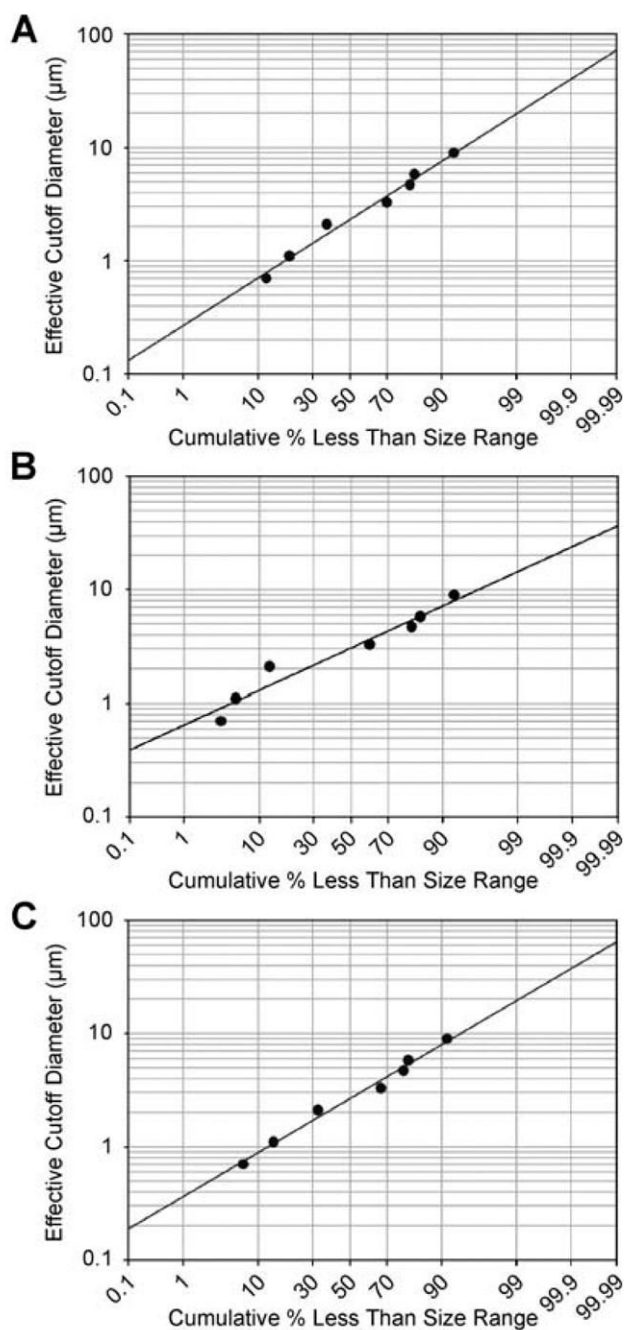 A
Effective Cutoff Diameter (µm)
100
10
1
0.1
0.1 1 10 30 50 70 90 99 99.9 99.99
Cumulative % Less Than Size Range
B
Effective Cutoff Diameter (µm)
100
10
1
0.1
0.1 1 10 30 50 70 90 99 99.9 99.99
Cumulative % Less Than Size Range
C
Effective Cutoff Diameter (µm)
100
10
1
0.1
0.1 1 10 30 50 70 90 99 99.9 99.99
Cumulative % Less Than Size Range